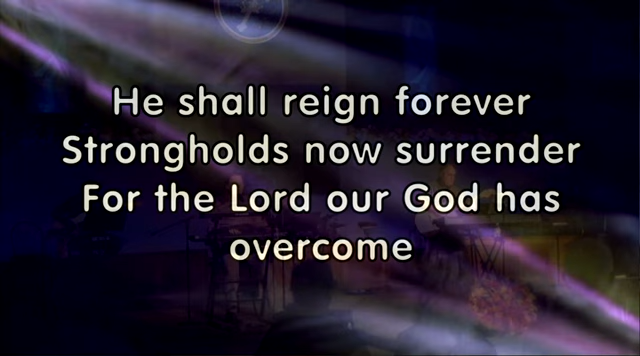 He shall reign forever
Strongholds now surrender
For the Lord our God has
overcome